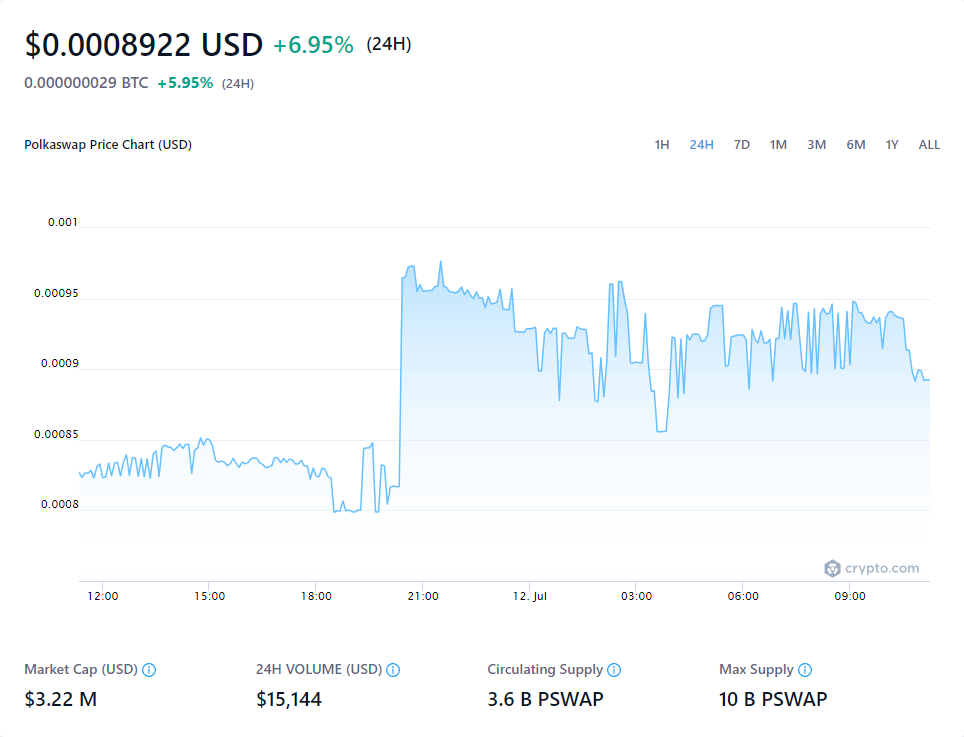 $0.0008922 USD +6.95% (24H)
0.000000029 BTC +5.95% (24H)
Polkaswap Price Chart (USD) 1H 24H 7D 1M 3M 6M 1Y ALL
0.001
0.00095
0.0009
0.00085
0.0008
crypto.com
12:00 15:00 18:00 21:00 12. Jul 03:00 06:00 09:00
Market Cap (USD) 24H VOLUME (USD) Circulating Supply Max Supply
$3.22 M $15,144 3.6 B PSWAP 10 B PSWAP